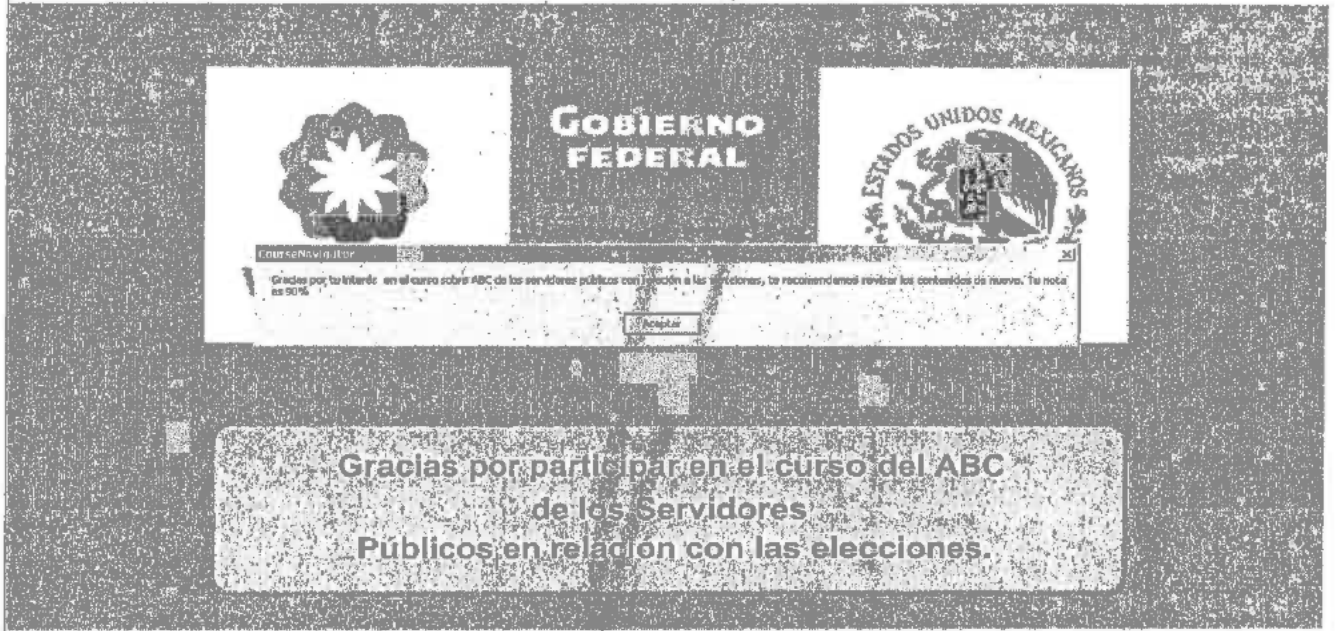 GOBIERNO
FEDERAL
ESTADOS UNIDOS MEXICANOS
CourseNavigator
Gracias por tu interés en el curso sobre ABC de los servidores públicos con relación a las elecciones, te recomendamos revisar los contenidos de nuevo. Tu nota
es 90%
Aceptar
Gracias por participar en el curso del ABC
de los Servidores
Públicos en relación con las elecciones.